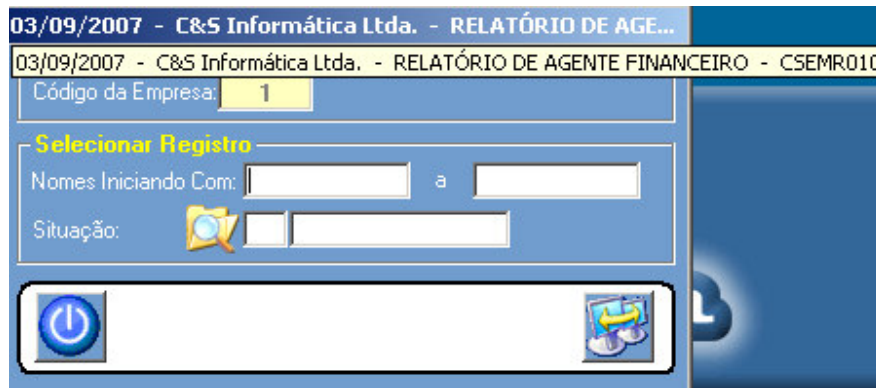 03/09/2007 - C&S Informática Ltda. - RELATÓRIO DE AGE...
03/09/2007 - C&S Informática Ltda. - RELATÓRIO DE AGENTE FINANCEIRO - CSEMR010
Código da Empresa: 1
Selecionar Registro
Nomes Iniciando Com: a
Situação: